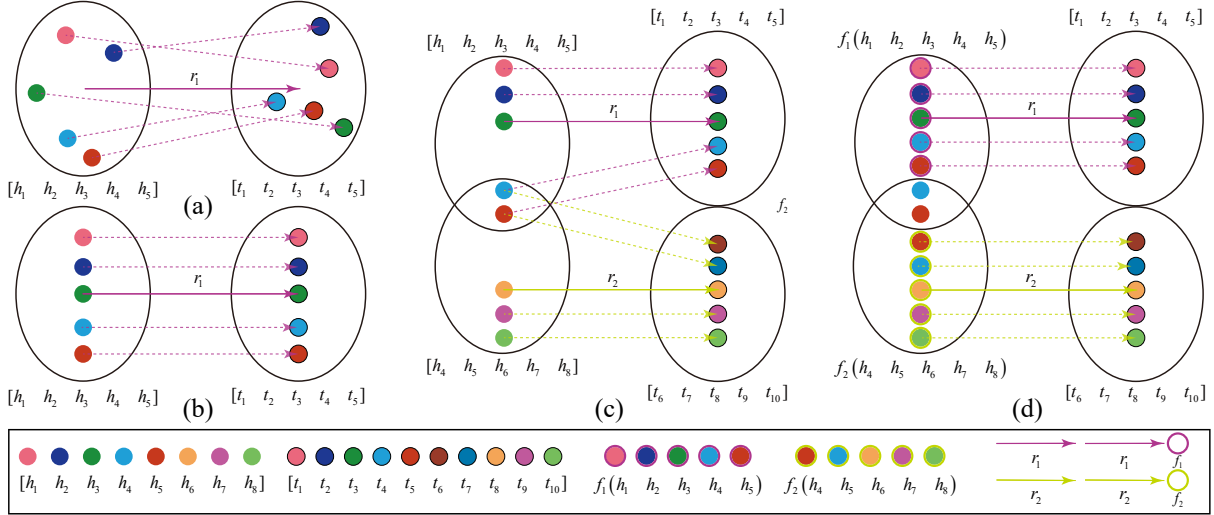 r₁
[h₁ h₂ h₃ h₄ h₅]
[t₁ t₂ t₃ t₄ t₅]
(a)
r₁
[h₁ h₂ h₃ h₄ h₅]
[t₁ t₂ t₃ t₄ t₅]
(b)
[t₁ t₂ t₃ t₄ t₅]
[h₁ h₂ h₃ h₄ h₅]
r₁
f₂
r₂
[h₄ h₅ h₆ h₇ h₈]
[t₆ t₇ t₈ t₉ t₁₀]
(c)
[t₁ t₂ t₃ t₄ t₅]
f₁(h₁ h₂ h₃ h₄ h₅)
r₁
r₂
f₂(h₄ h₅ h₆ h₇ h₈)
[t₆ t₇ t₈ t₉ t₁₀]
(d)
[h₁ h₂ h₃ h₄ h₅ h₆ h₇ h₈]
[t₁ t₂ t₃ t₄ t₅ t₆ t₇ t₈ t₉ t₁₀]
f₁(h₁ h₂ h₃ h₄ h₅)
f₂(h₄ h₅ h₆ h₇ h₈)
r₁ r₁ f₁
r₂ r₂ f₂